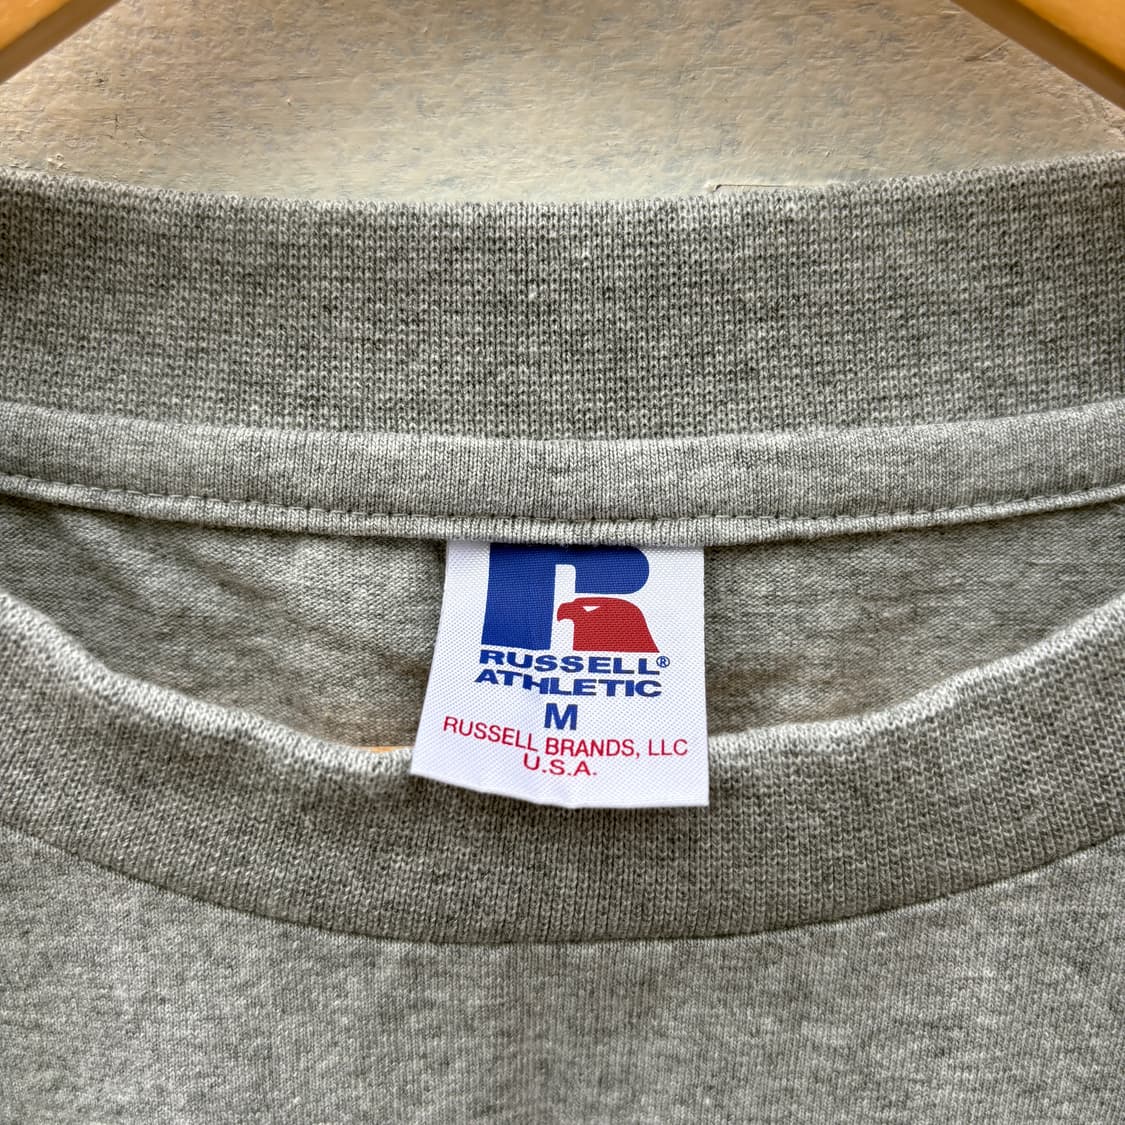 R
RUSSELL®
ATHLETIC
M
RUSSELL BRANDS, LLC
U.S.A.